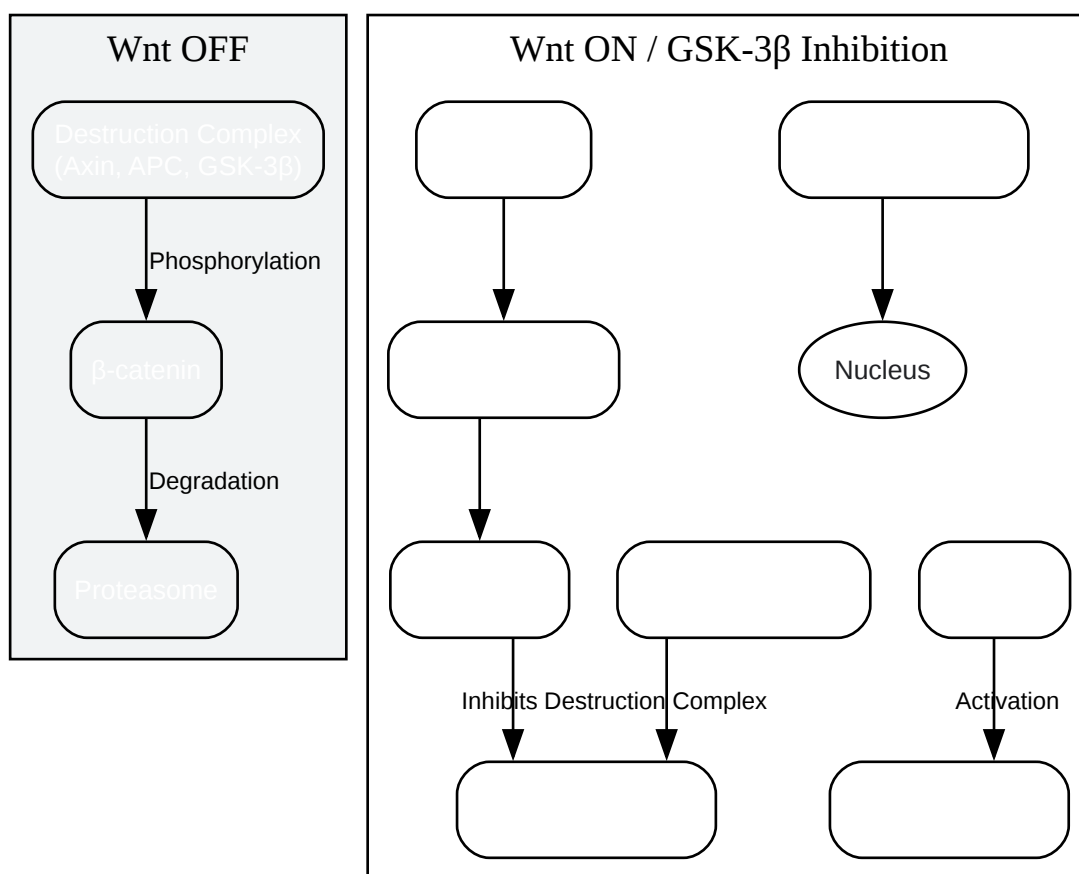 Wnt OFF
Destruction Complex
(Axin, APC, GSK-3β)
Phosphorylation
β-catenin
Degradation
Proteasome
Wnt ON / GSK-3β Inhibition
Nucleus
Inhibits Destruction Complex
Activation